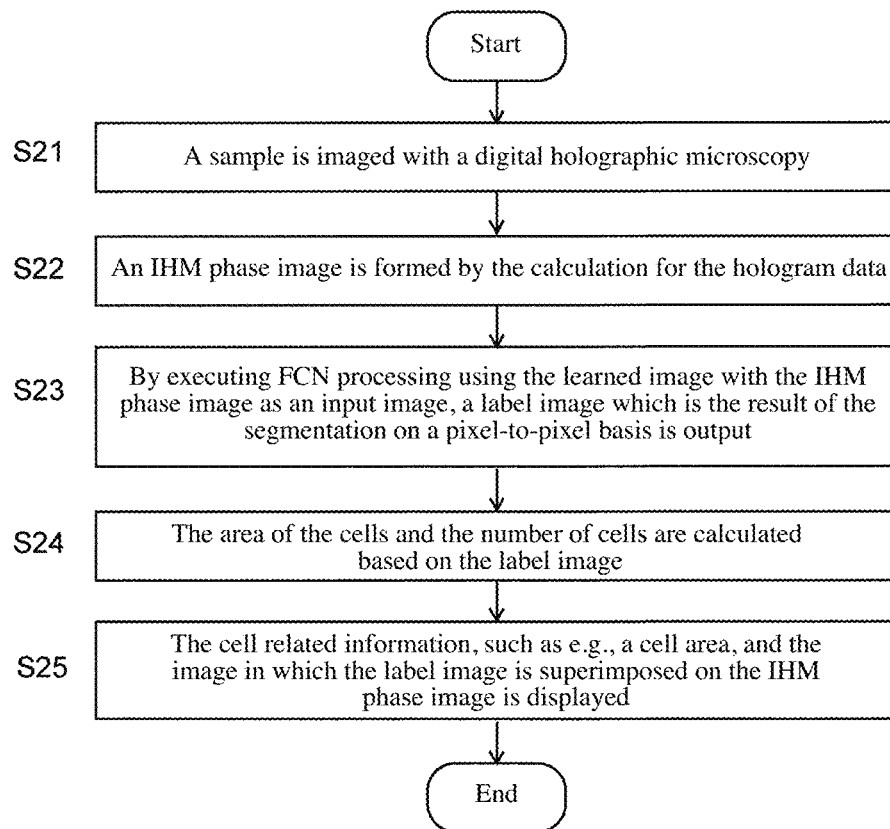 Start
S21
A sample is imaged with a digital holographic microscopy
S22
An IHM phase image is formed by the calculation for the hologram data
S23
By executing FCN processing using the learned image with the IHM
phase image as an input image, a label image which is the result of the
segmentation on a pixel-to-pixel basis is output
S24
The area of the cells and the number of cells are calculated
based on the label image
S25
The cell related information, such as e.g., a cell area, and the
image in which the label image is superimposed on the IHM
phase image is displayed
End